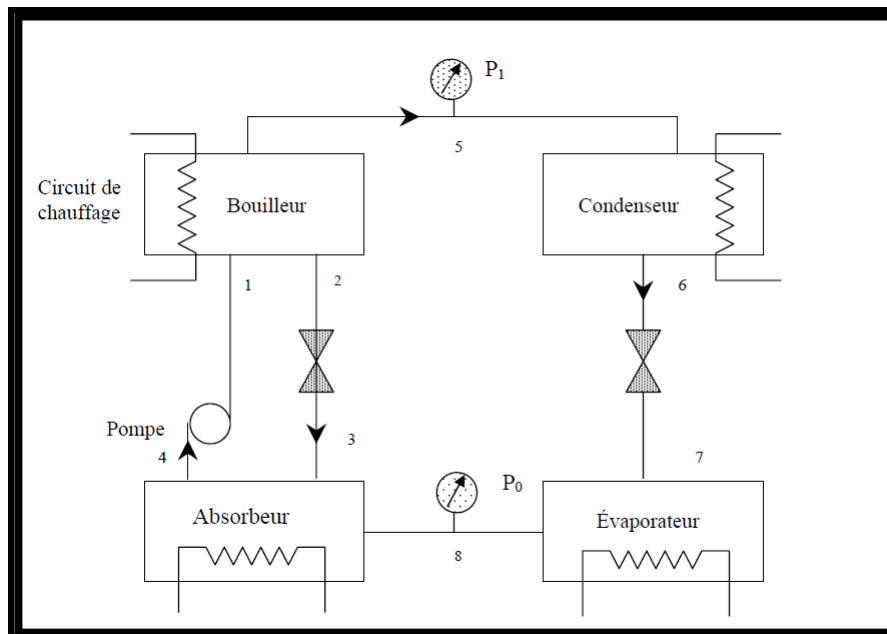 P₁
5
Circuit de
chauffage
Bouilleur
Condenseur
1
2
6
Pompe
4
3
7
P₀
Absorbeur
Évaporateur
8